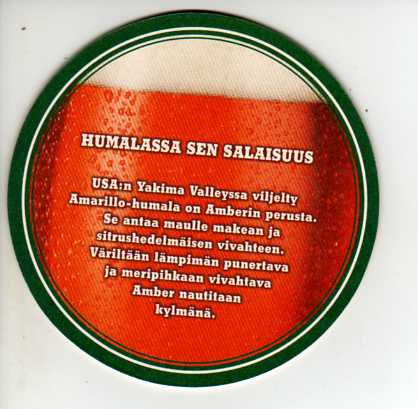 HUMALASSA SEN SALAISUUS
USA:n Yakima Valleyssa viljelty
Amarillo-humala on Amberin perusta.
Se antaa maulle makean ja
sitrushedelmäisen vivahteen.
Väriltään lämpimän punertava
ja meripihkaan vivahtava
Amber nautitaan
kylmänä.